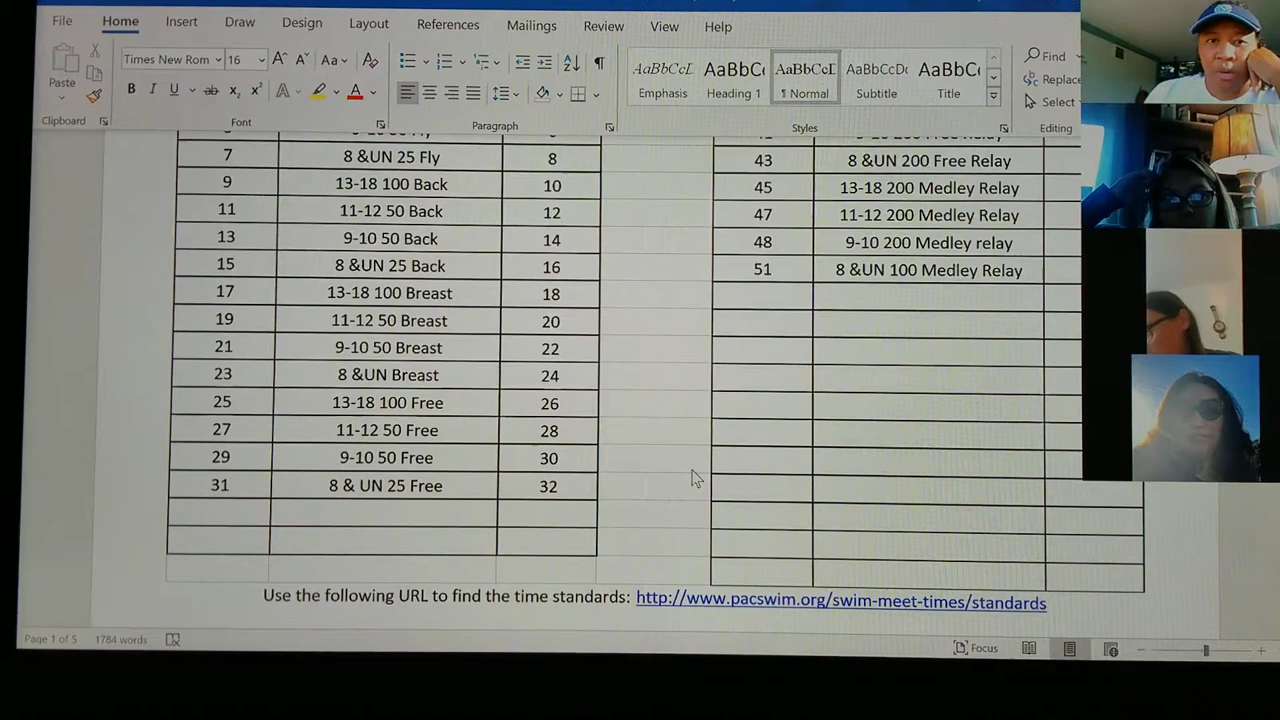 File Home Insert Draw Design Layout References Mailings Review View Help
Paste
Clipboard
Times New Rom 16
Aa
B I U ab x₂ x² A A
Font
Paragraph
AaBbCcL AaBbC AaBbCcI AaBbCcDc AaBbC
Emphasis Heading 1 ¶ Normal Subtitle Title
Styles
Find
Replace
Select
Editing
7 8 &UN 25 Fly 8
9 13-18 100 Back 10
11 11-12 50 Back 12
13 9-10 50 Back 14
15 8 &UN 25 Back 16
17 13-18 100 Breast 18
19 11-12 50 Breast 20
21 9-10 50 Breast 22
23 8 &UN Breast 24
25 13-18 100 Free 26
27 11-12 50 Free 28
29 9-10 50 Free 30
31 8 & UN 25 Free 32
43 8 &UN 200 Free Relay
45 13-18 200 Medley Relay
47 11-12 200 Medley Relay
48 9-10 200 Medley relay
51 8 &UN 100 Medley Relay
Use the following URL to find the time standards: http://www.pacswim.org/swim-meet-times/standards
Page 1 of 5 1784 words
Focus